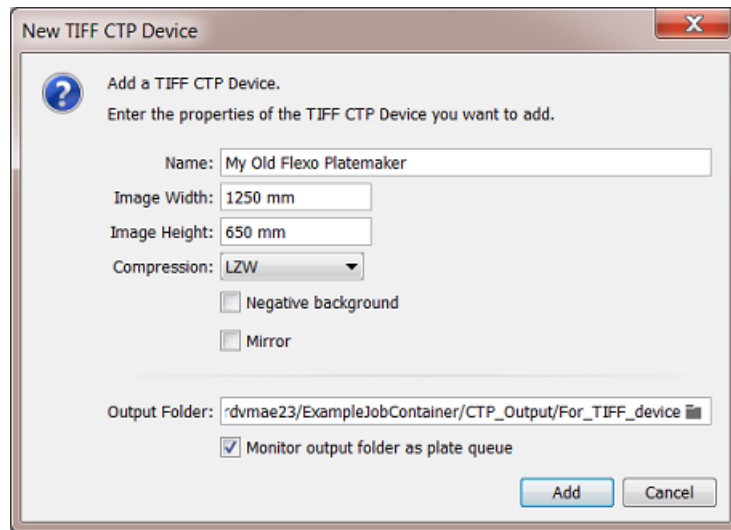 New TIFF CTP Device
Add a TIFF CTP Device.
Enter the properties of the TIFF CTP Device you want to add.
Name: My Old Flexo Platemaker
Image Width: 1250 mm
Image Height: 650 mm
Compression: LZW
Negative background
Mirror
Output Folder: rdvmae23/ExampleJobContainer/CTP_Output/For_TIFF_device
Monitor output folder as plate queue
Add Cancel